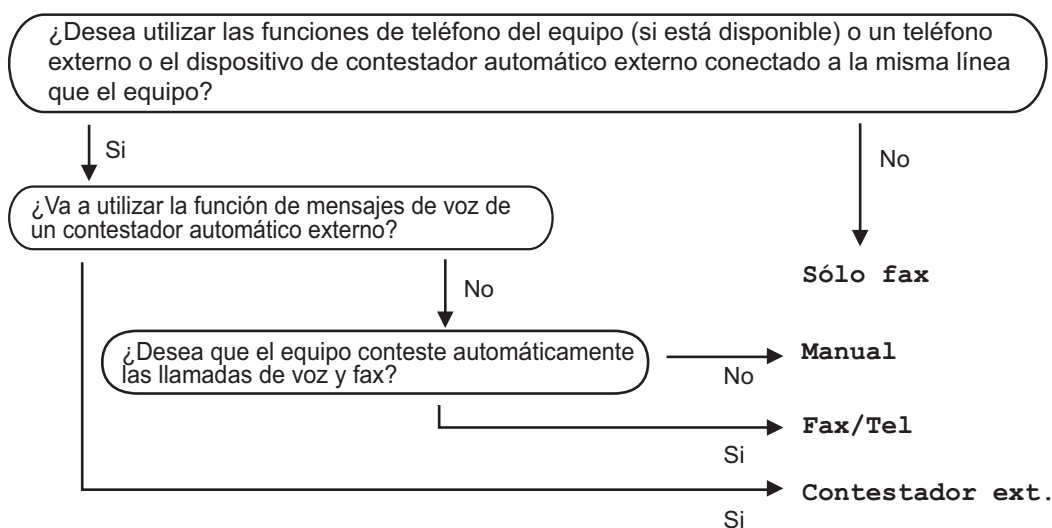 ¿Desea utilizar las funciones de teléfono del equipo (si está disponible) o un teléfono
externo o el dispositivo de contestador automático externo conectado a la misma línea
que el equipo?
Si
No
¿Va a utilizar la función de mensajes de voz de
un contestador automático externo?
Sólo fax
No
¿Desea que el equipo conteste automáticamente
las llamadas de voz y fax?
Manual
No
Fax/Tel
Si
Contestador ext.
Si